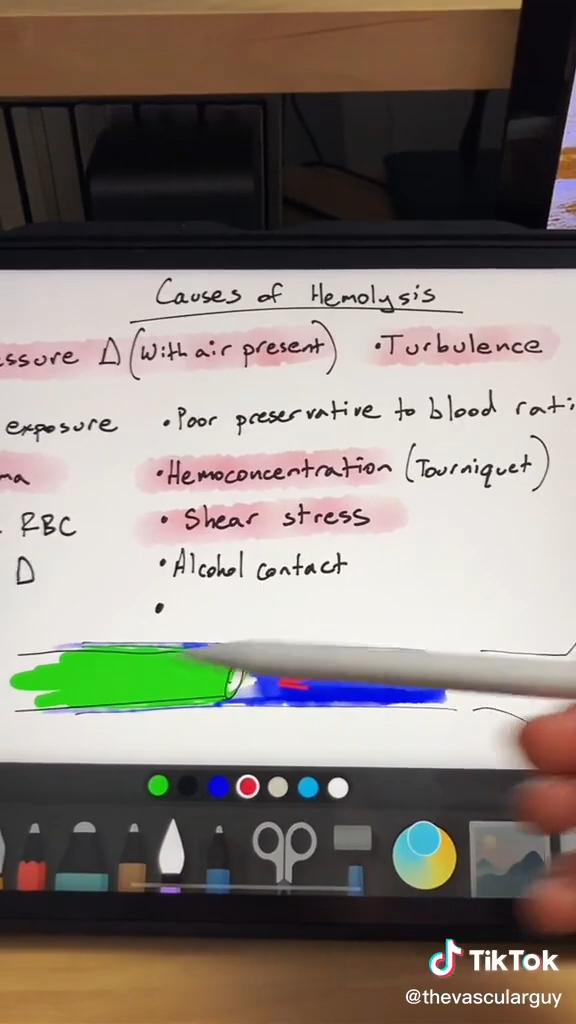 Causes of Hemolysis
essure Δ (With air present)
•Turbulence
exposure
•Poor preservative to blood rati
ma
•Hemoconcentration (Tourniquet)
RBC
• Shear stress
Δ
•Alcohol contact
•
TikTok
@thevascularguy